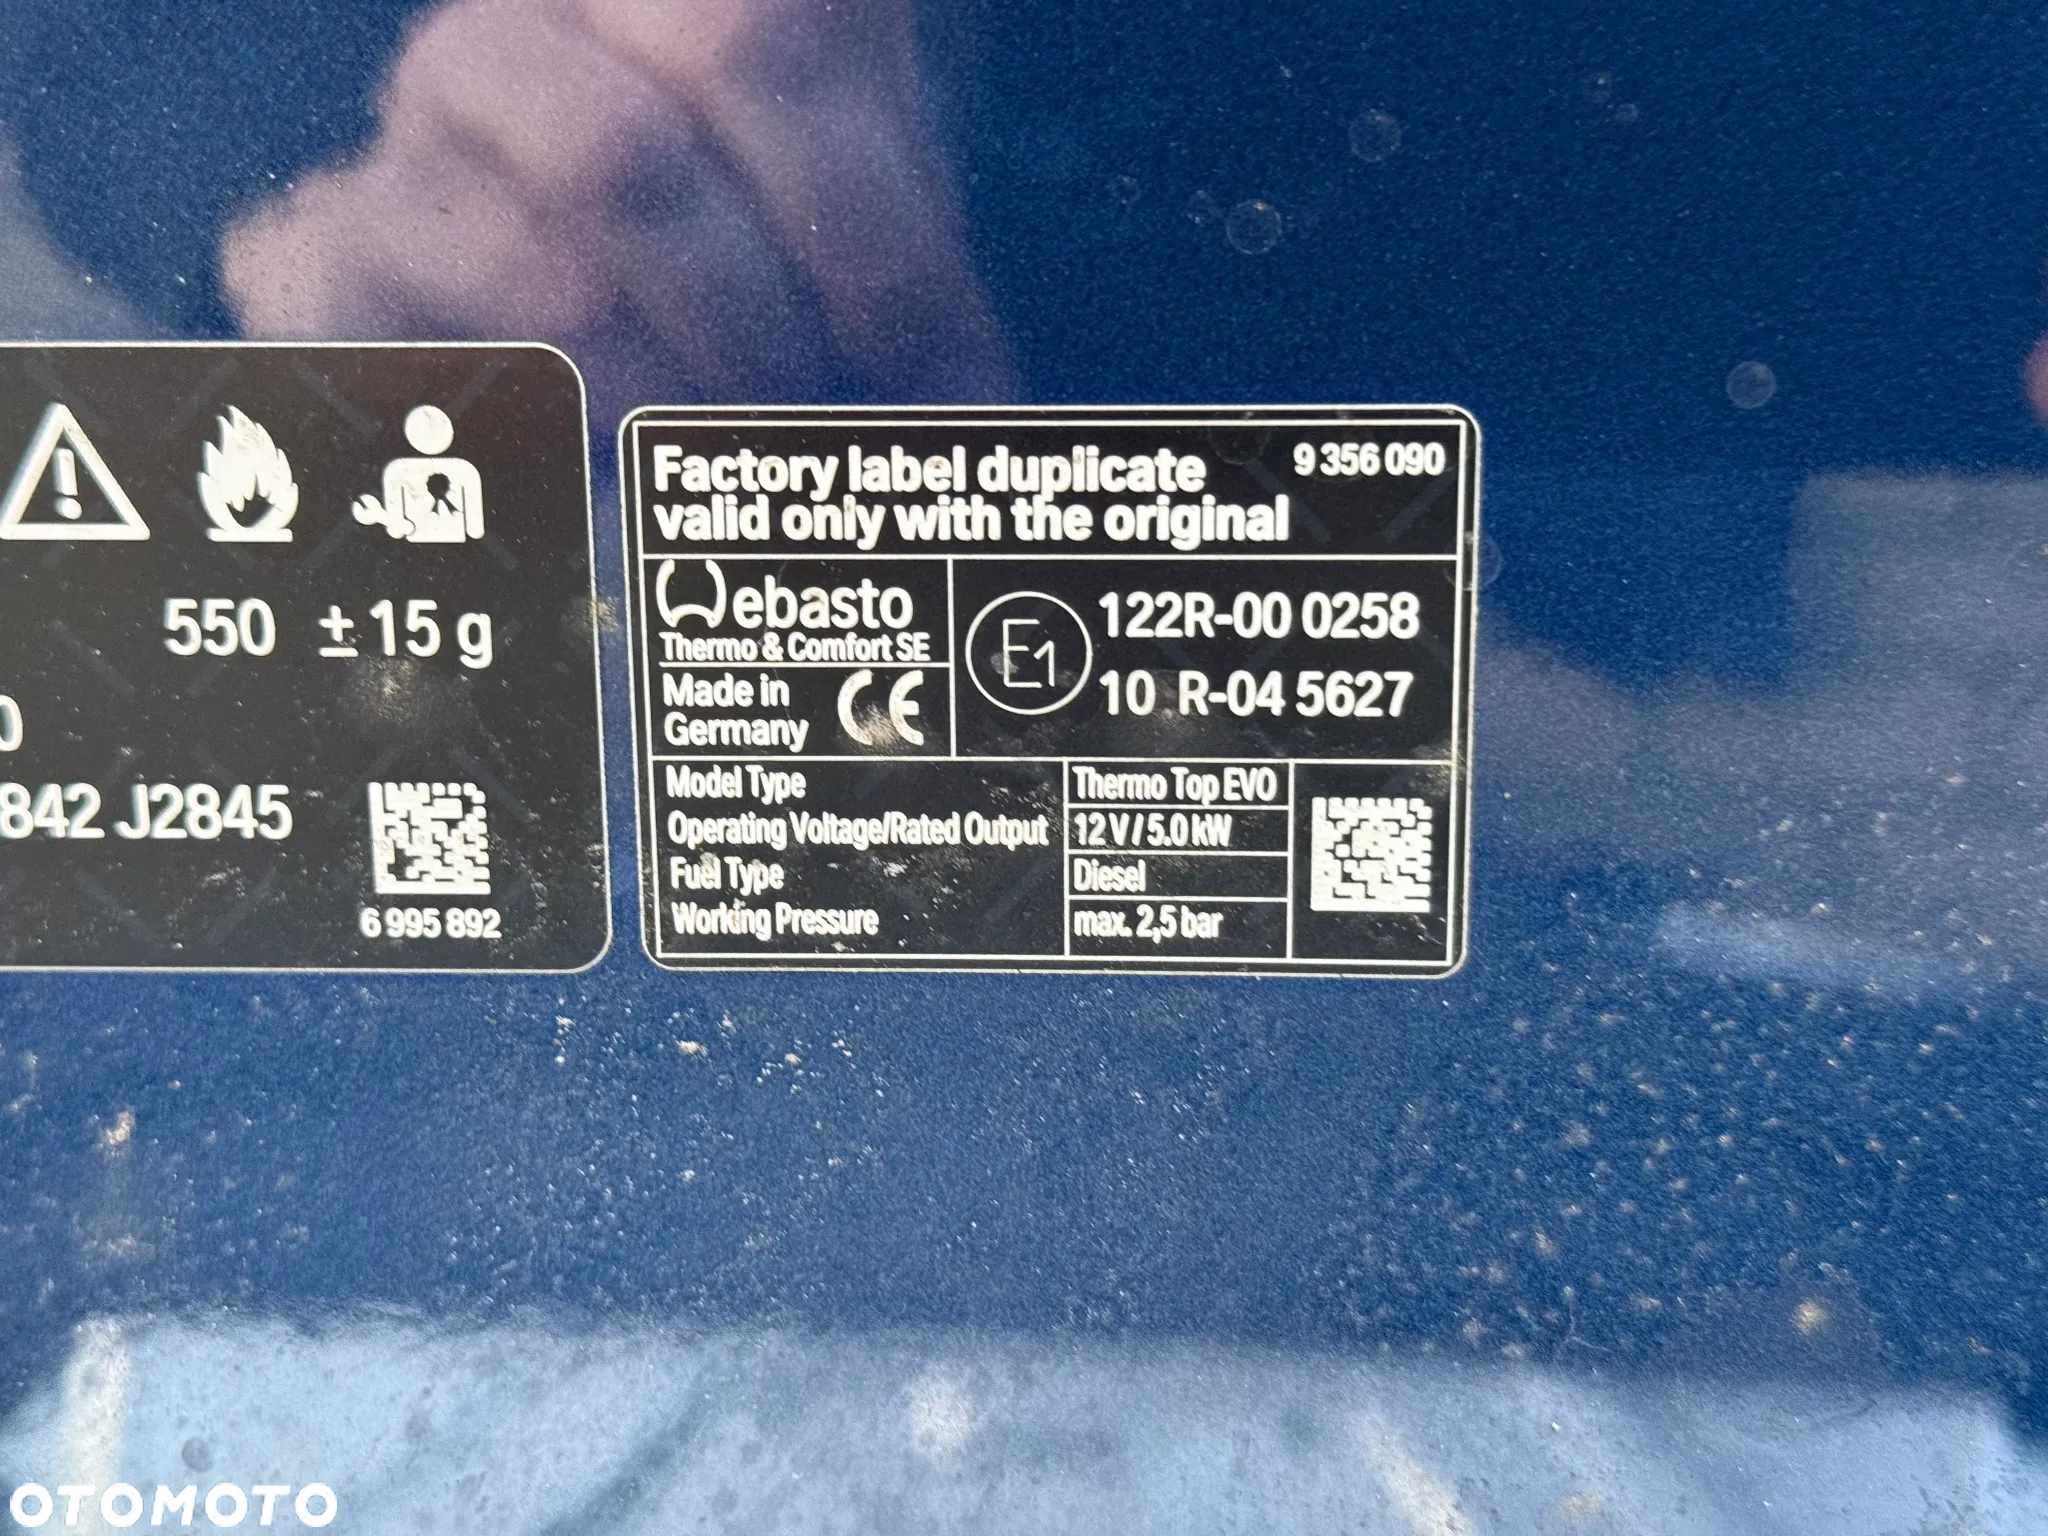 550 ± 15 g
0
842 J2845
6 995 892
Factory label duplicate
valid only with the original
9 356 090
Webasto
Thermo & Comfort SE
Made in
Germany
CE
E1
122R-00 0258
10 R-04 5627
Model Type Thermo Top EVO
Operating Voltage/Rated Output 12 V / 5.0 kW
Fuel Type Diesel
Working Pressure max. 2,5 bar
OTOMOTO